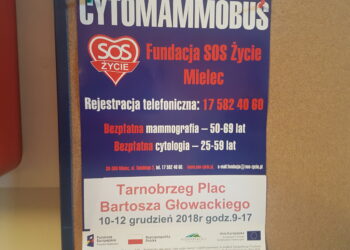 CYTOMAMMOBUS
SOS
ŻYCIE
Fundacja SOS Życie
Mielec
Rejestracja telefoniczna: 17 582 40 60
Bezpłatna mammografia – 50-69 lat
Bezpłatna cytologia – 25-59 lat
Tarnobrzeg Plac
Bartosza Głowackiego
10-12 grudzień 2018r godz.9-17